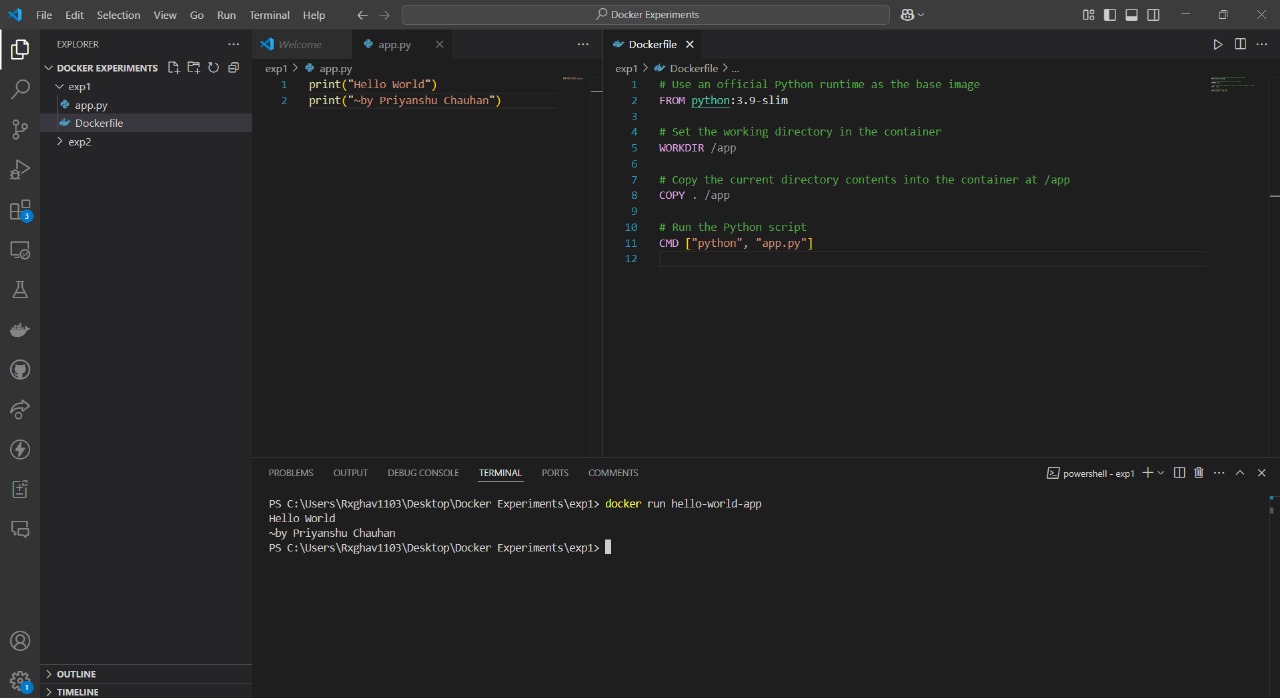 File Edit Selection View Go Run Terminal Help
Docker Experiments
EXPLORER
DOCKER EXPERIMENTS
exp1
app.py
Dockerfile
exp2
OUTLINE
TIMELINE
3
1
Welcome
app.py
exp1 > app.py
1 print("Hello World")
2 print("~by Priyanshu Chauhan")
Dockerfile
exp1 > Dockerfile > ...
1 # Use an official Python runtime as the base image
2 FROM python:3.9-slim
3
4 # Set the working directory in the container
5 WORKDIR /app
6
7 # Copy the current directory contents into the container at /app
8 COPY . /app
9
10 # Run the Python script
11 CMD ["python", "app.py"]
12
PROBLEMS OUTPUT DEBUG CONSOLE TERMINAL PORTS COMMENTS
powershell - exp1
PS C:\Users\Rxghav1103\Desktop\Docker Experiments\exp1> docker run hello-world-app
Hello World
~by Priyanshu Chauhan
PS C:\Users\Rxghav1103\Desktop\Docker Experiments\exp1>